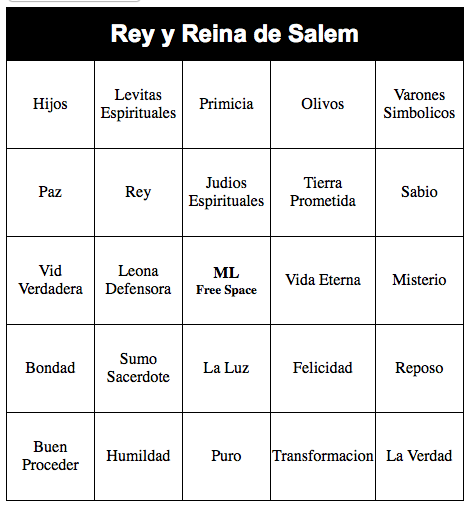 Rey y Reina de Salem
Hijos
Levitas
Espirituales
Primicia
Olivos
Varones
Simbolicos
Paz
Rey
Judios
Espirituales
Tierra
Prometida
Sabio
Vid
Verdadera
Leona
Defensora
ML
Free Space
Vida Eterna
Misterio
Bondad
Sumo
Sacerdote
La Luz
Felicidad
Reposo
Buen
Proceder
Humildad
Puro
Transformacion
La Verdad